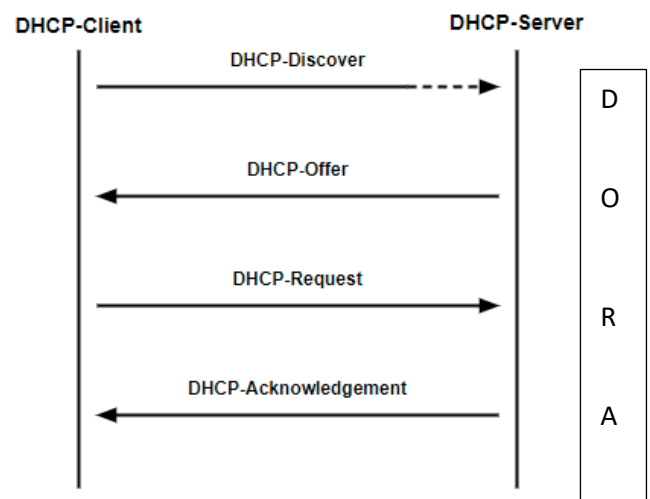 DHCP-Client
DHCP-Server
DHCP-Discover
D
DHCP-Offer
O
DHCP-Request
R
DHCP-Acknowledgement
A